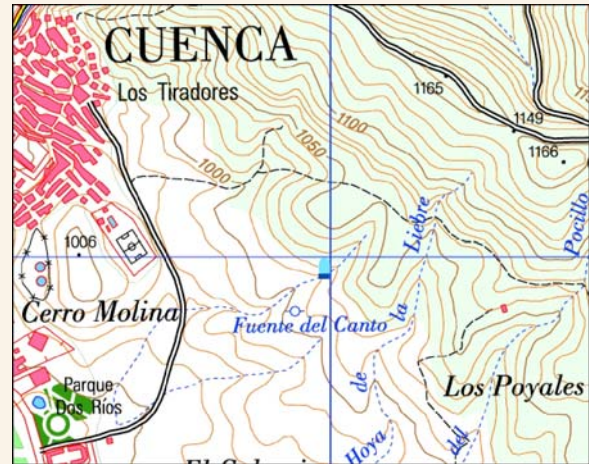 CUENCA
Los Tiradores
1165
1149
1166
1100
1050
1000
1006
Cerro Molina
Fuente del Canto
Hoya de la Liebre
Pocillo
del
Los Poyales
Parque
Dos Ríos